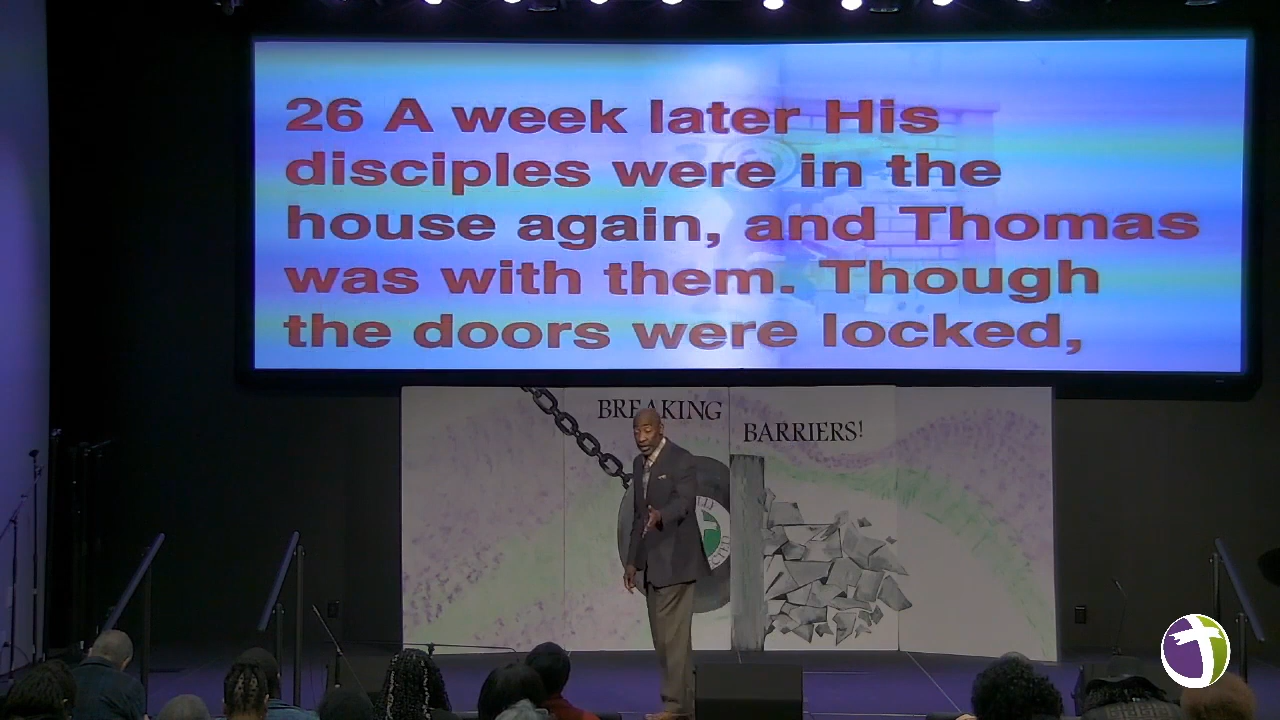 26 A week later His
disciples were in the
house again, and Thomas
was with them. Though
the doors were locked,
BREAKING
BARRIERS!